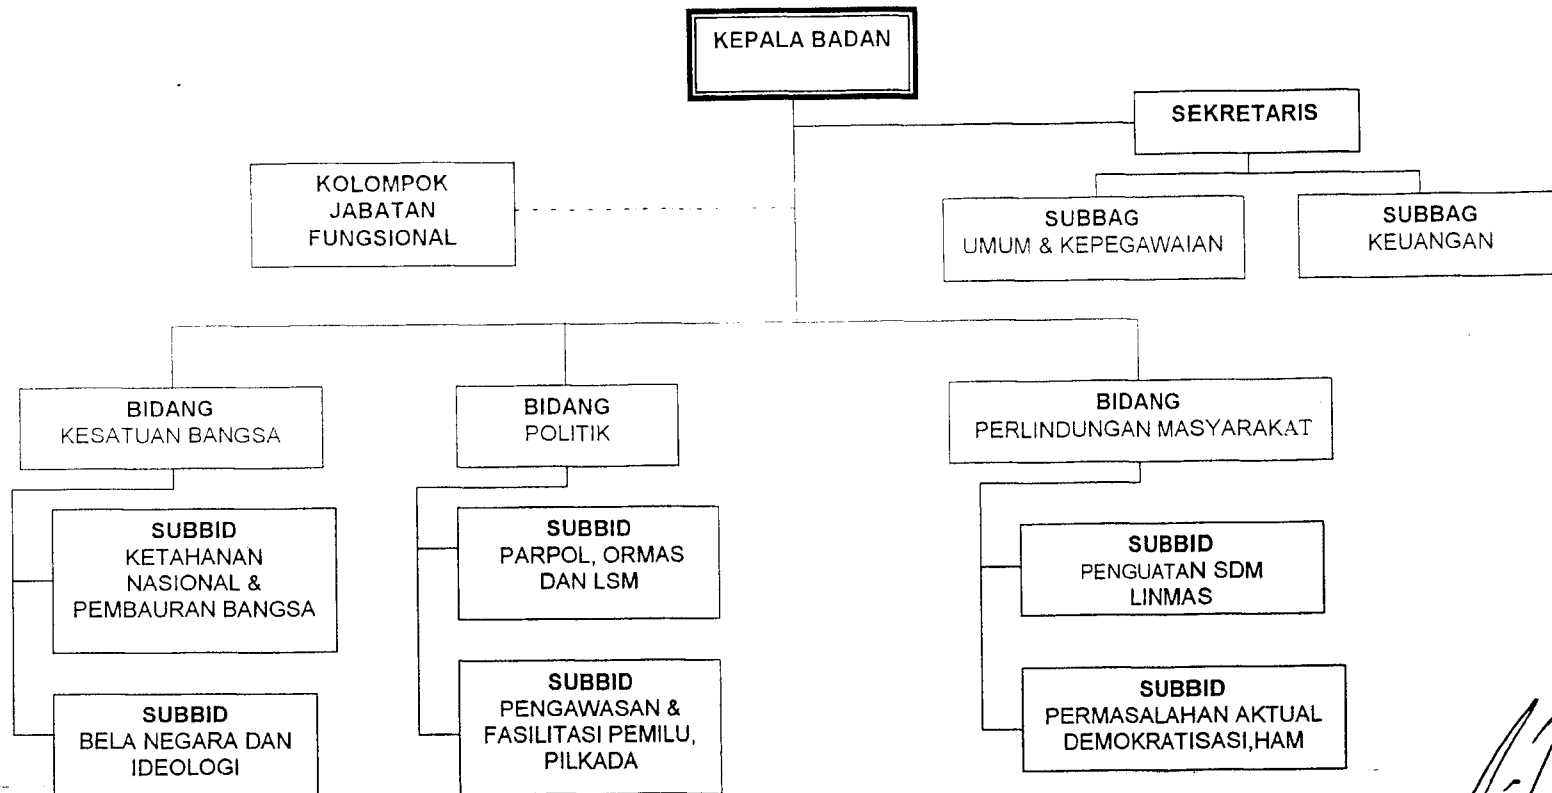 KEPALA BADAN
SEKRETARIS
KOLOMPOK
JABATAN
FUNGSIONAL
SUBBAG
UMUM & KEPEGAWAIAN
SUBBAG
KEUANGAN
BIDANG
KESATUAN BANGSA
BIDANG
POLITIK
BIDANG
PERLINDUNGAN MASYARAKAT
SUBBID
KETAHANAN
NASIONAL &
PEMBAURAN BANGSA
SUBBID
PARPOL, ORMAS
DAN LSM
SUBBID
PENGUATAN SDM
LINMAS
SUBBID
BELA NEGARA DAN
IDEOLOGI
SUBBID
PENGAWASAN &
FASILITASI PEMILU,
PILKADA
SUBBID
PERMASALAHAN AKTUAL
DEMOKRATISASI,HAM